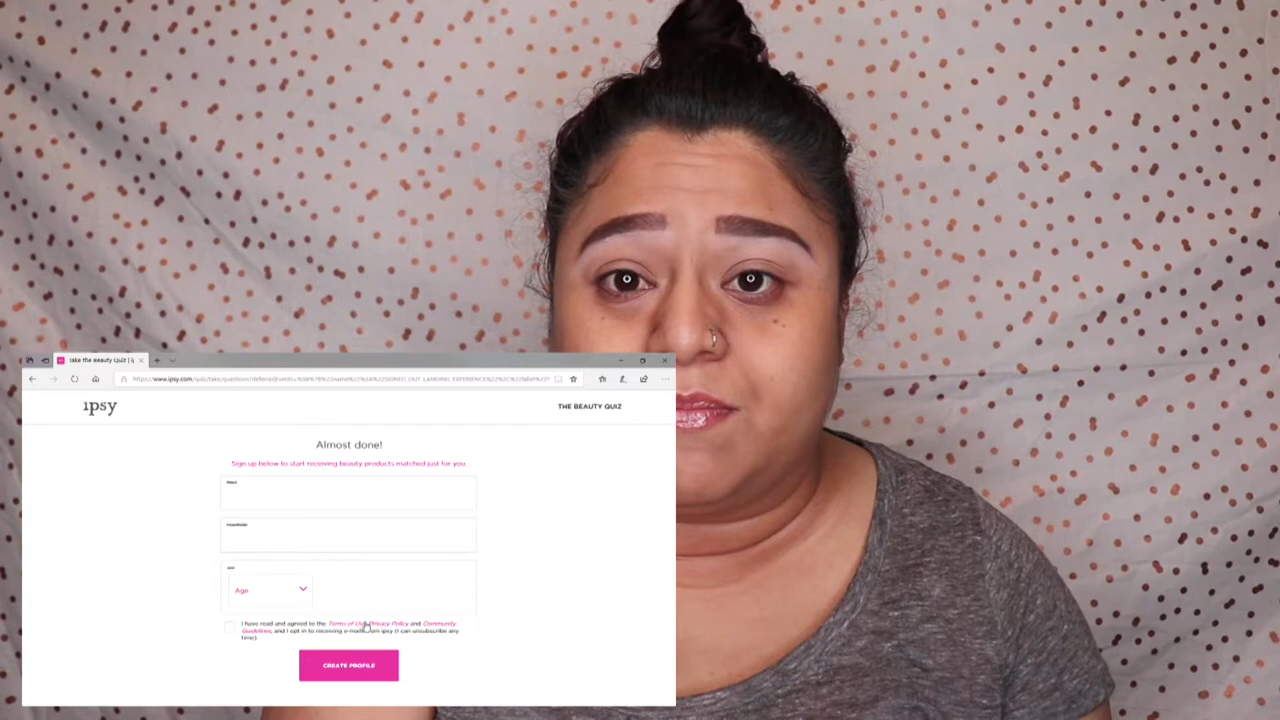 Take the Beauty Quiz | i
ipsy
THE BEAUTY QUIZ
Almost done!
Sign up below to start receiving beauty products matched just for you.
Age
I have read and agreed to the Terms of Use, Privacy Policy and Community
Guidelines, and I opt in to receiving e-mails from ipsy (I can unsubscribe any
time).
CREATE PROFILE